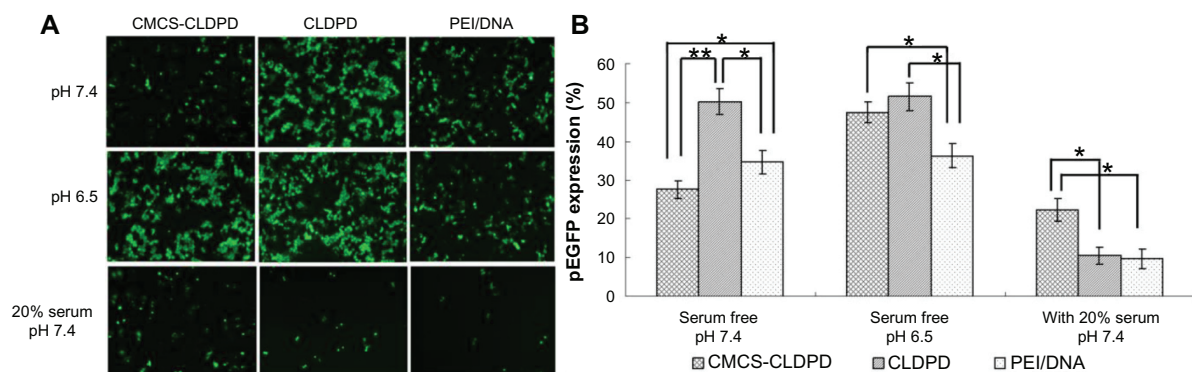 A
CMCS-CLDPD CLDPD PEI/DNA
pH 7.4
pH 6.5
20% serum
pH 7.4
B
pEGFP expression (%)
60
50
40
30
20
10
0
*
**
*
*
*
*
*
Serum free
pH 7.4
Serum free
pH 6.5
With 20% serum
pH 7.4
CMCS-CLDPD CLDPD PEI/DNA